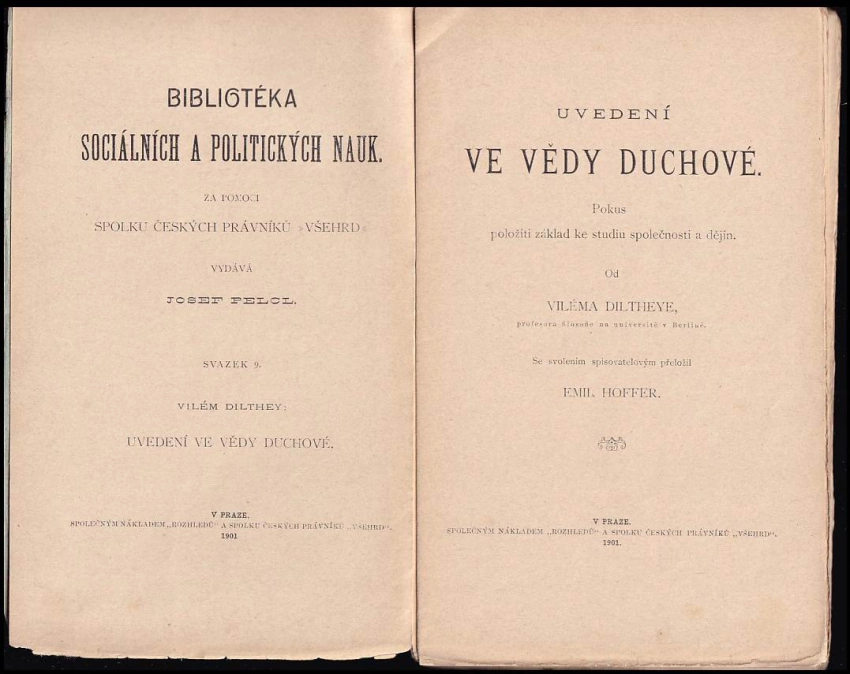 BIBLIOTÉKA
SOCIÁLNÍCH A POLITICKÝCH NAUK.
ZA POMOCI
SPOLKU ČESKÝCH PRÁVNÍKŮ »VŠEHRD«
VYDÁVÁ
JOSEF PELCL.
SVAZEK 9.
VILÉM DILTHEY:
UVEDENÍ VE VĚDY DUCHOVÉ.
V PRAZE.
SPOLEČNÝM NÁKLADEM „ROZHLEDŮ“ A SPOLKU ČESKÝCH PRÁVNÍKŮ „VŠEHRD“.
1901
UVEDENÍ
VE VĚDY DUCHOVÉ.
Pokus
položiti základ ke studiu společnosti a dějin.
Od
VILÉMA DILTHEYE,
profesora filosofie na universitě v Berlíně.
Se svolením spisovatelovým přeložil
EMIL HOFFER.
V PRAZE.
SPOLEČNÝM NÁKLADEM „ROZHLEDŮ“ A SPOLKU ČESKÝCH PRÁVNÍKŮ „VŠEHRD“.
1901.